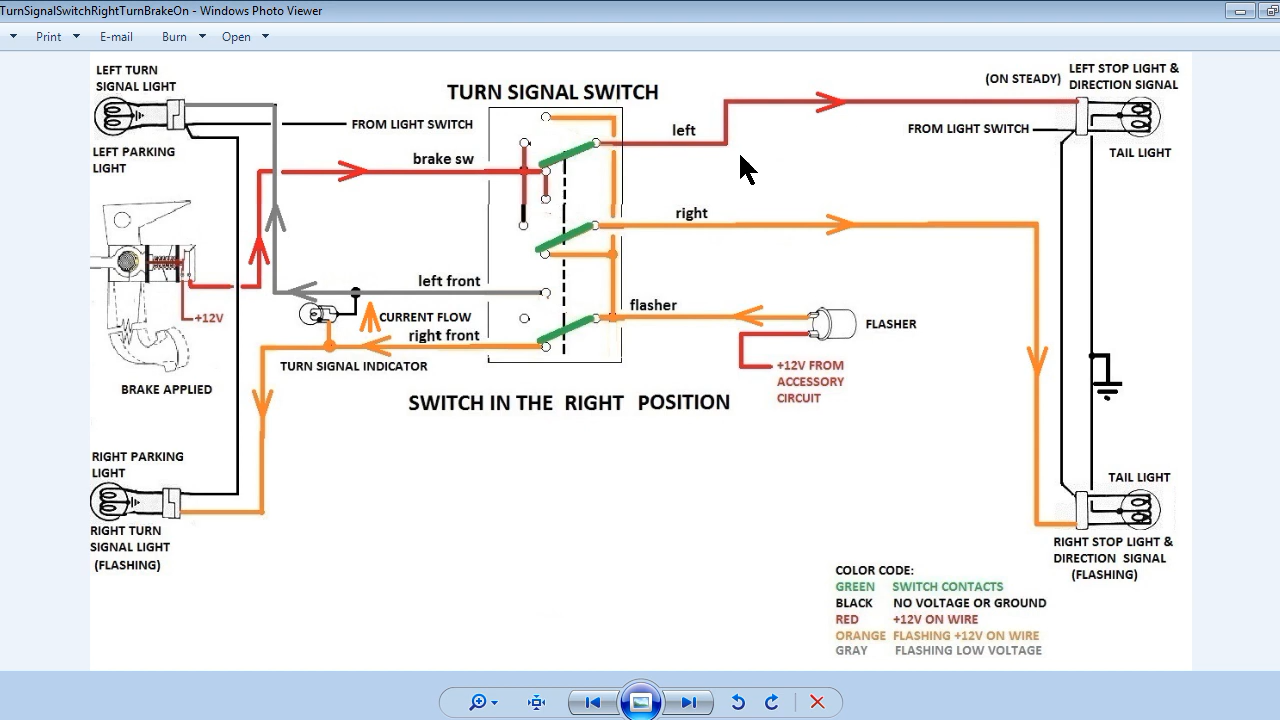 TurnSignalSwitchRightTurnBrakeOn - Windows Photo Viewer
Print E-mail Burn Open
LEFT TURN
SIGNAL LIGHT
TURN SIGNAL SWITCH
(ON STEADY)
LEFT STOP LIGHT &
DIRECTION SIGNAL
FROM LIGHT SWITCH
left
FROM LIGHT SWITCH
LEFT PARKING
LIGHT
brake sw
TAIL LIGHT
right
left front
flasher
+12V
CURRENT FLOW
FLASHER
right front
TURN SIGNAL INDICATOR
+12V FROM
ACCESSORY
CIRCUIT
BRAKE APPLIED
SWITCH IN THE RIGHT POSITION
RIGHT PARKING
LIGHT
TAIL LIGHT
RIGHT TURN
SIGNAL LIGHT
(FLASHING)
RIGHT STOP LIGHT &
DIRECTION SIGNAL
(FLASHING)
COLOR CODE:
GREEN SWITCH CONTACTS
BLACK NO VOLTAGE OR GROUND
RED +12V ON WIRE
ORANGE FLASHING +12V ON WIRE
GRAY FLASHING LOW VOLTAGE